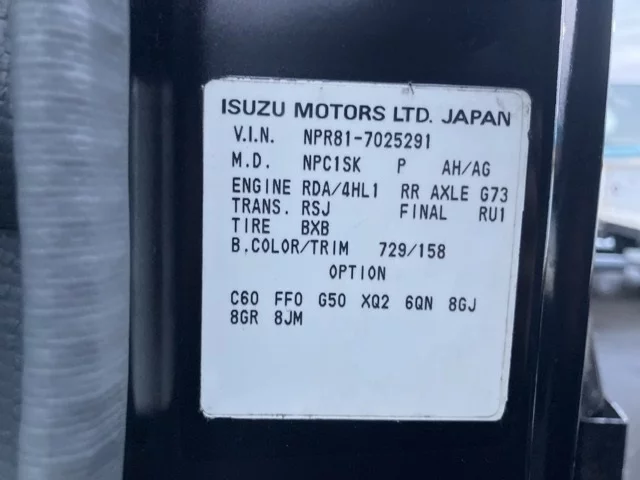 ISUZU MOTORS LTD. JAPAN
V.I.N. NPR81-7025291
M.D. NPC1SK P AH/AG
ENGINE RDA/4HL1 RR AXLE G73
TRANS. RSJ FINAL RU1
TIRE BXB
B.COLOR/TRIM 729/158
OPTION
C60 FF0 G50 XQ2 6QN 8GJ
8GR 8JM